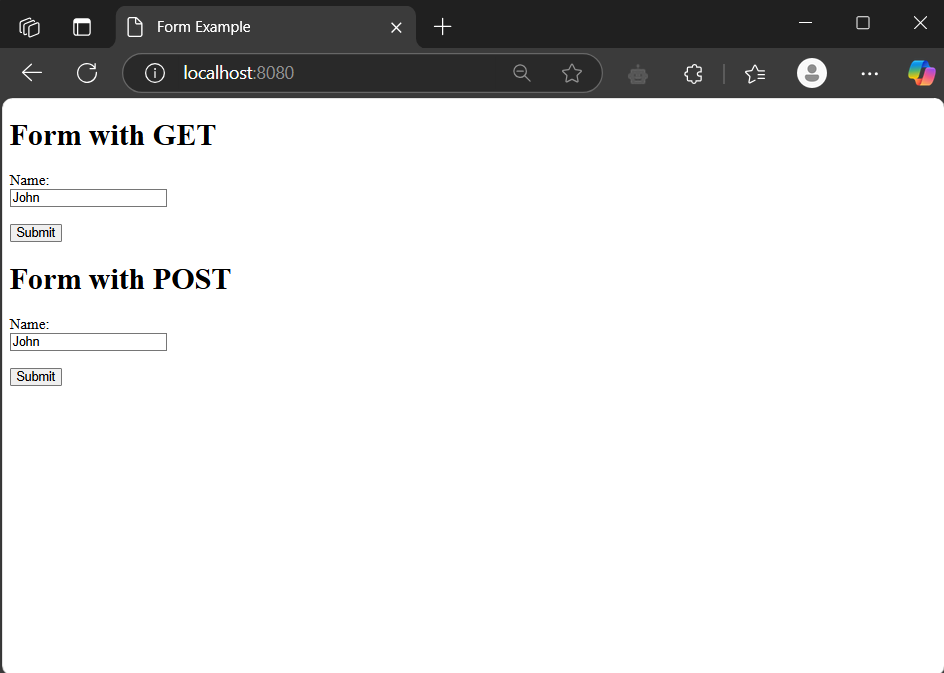 Form Example
localhost:8080
Form with GET
Name:
John
Submit
Form with POST
Name:
John
Submit